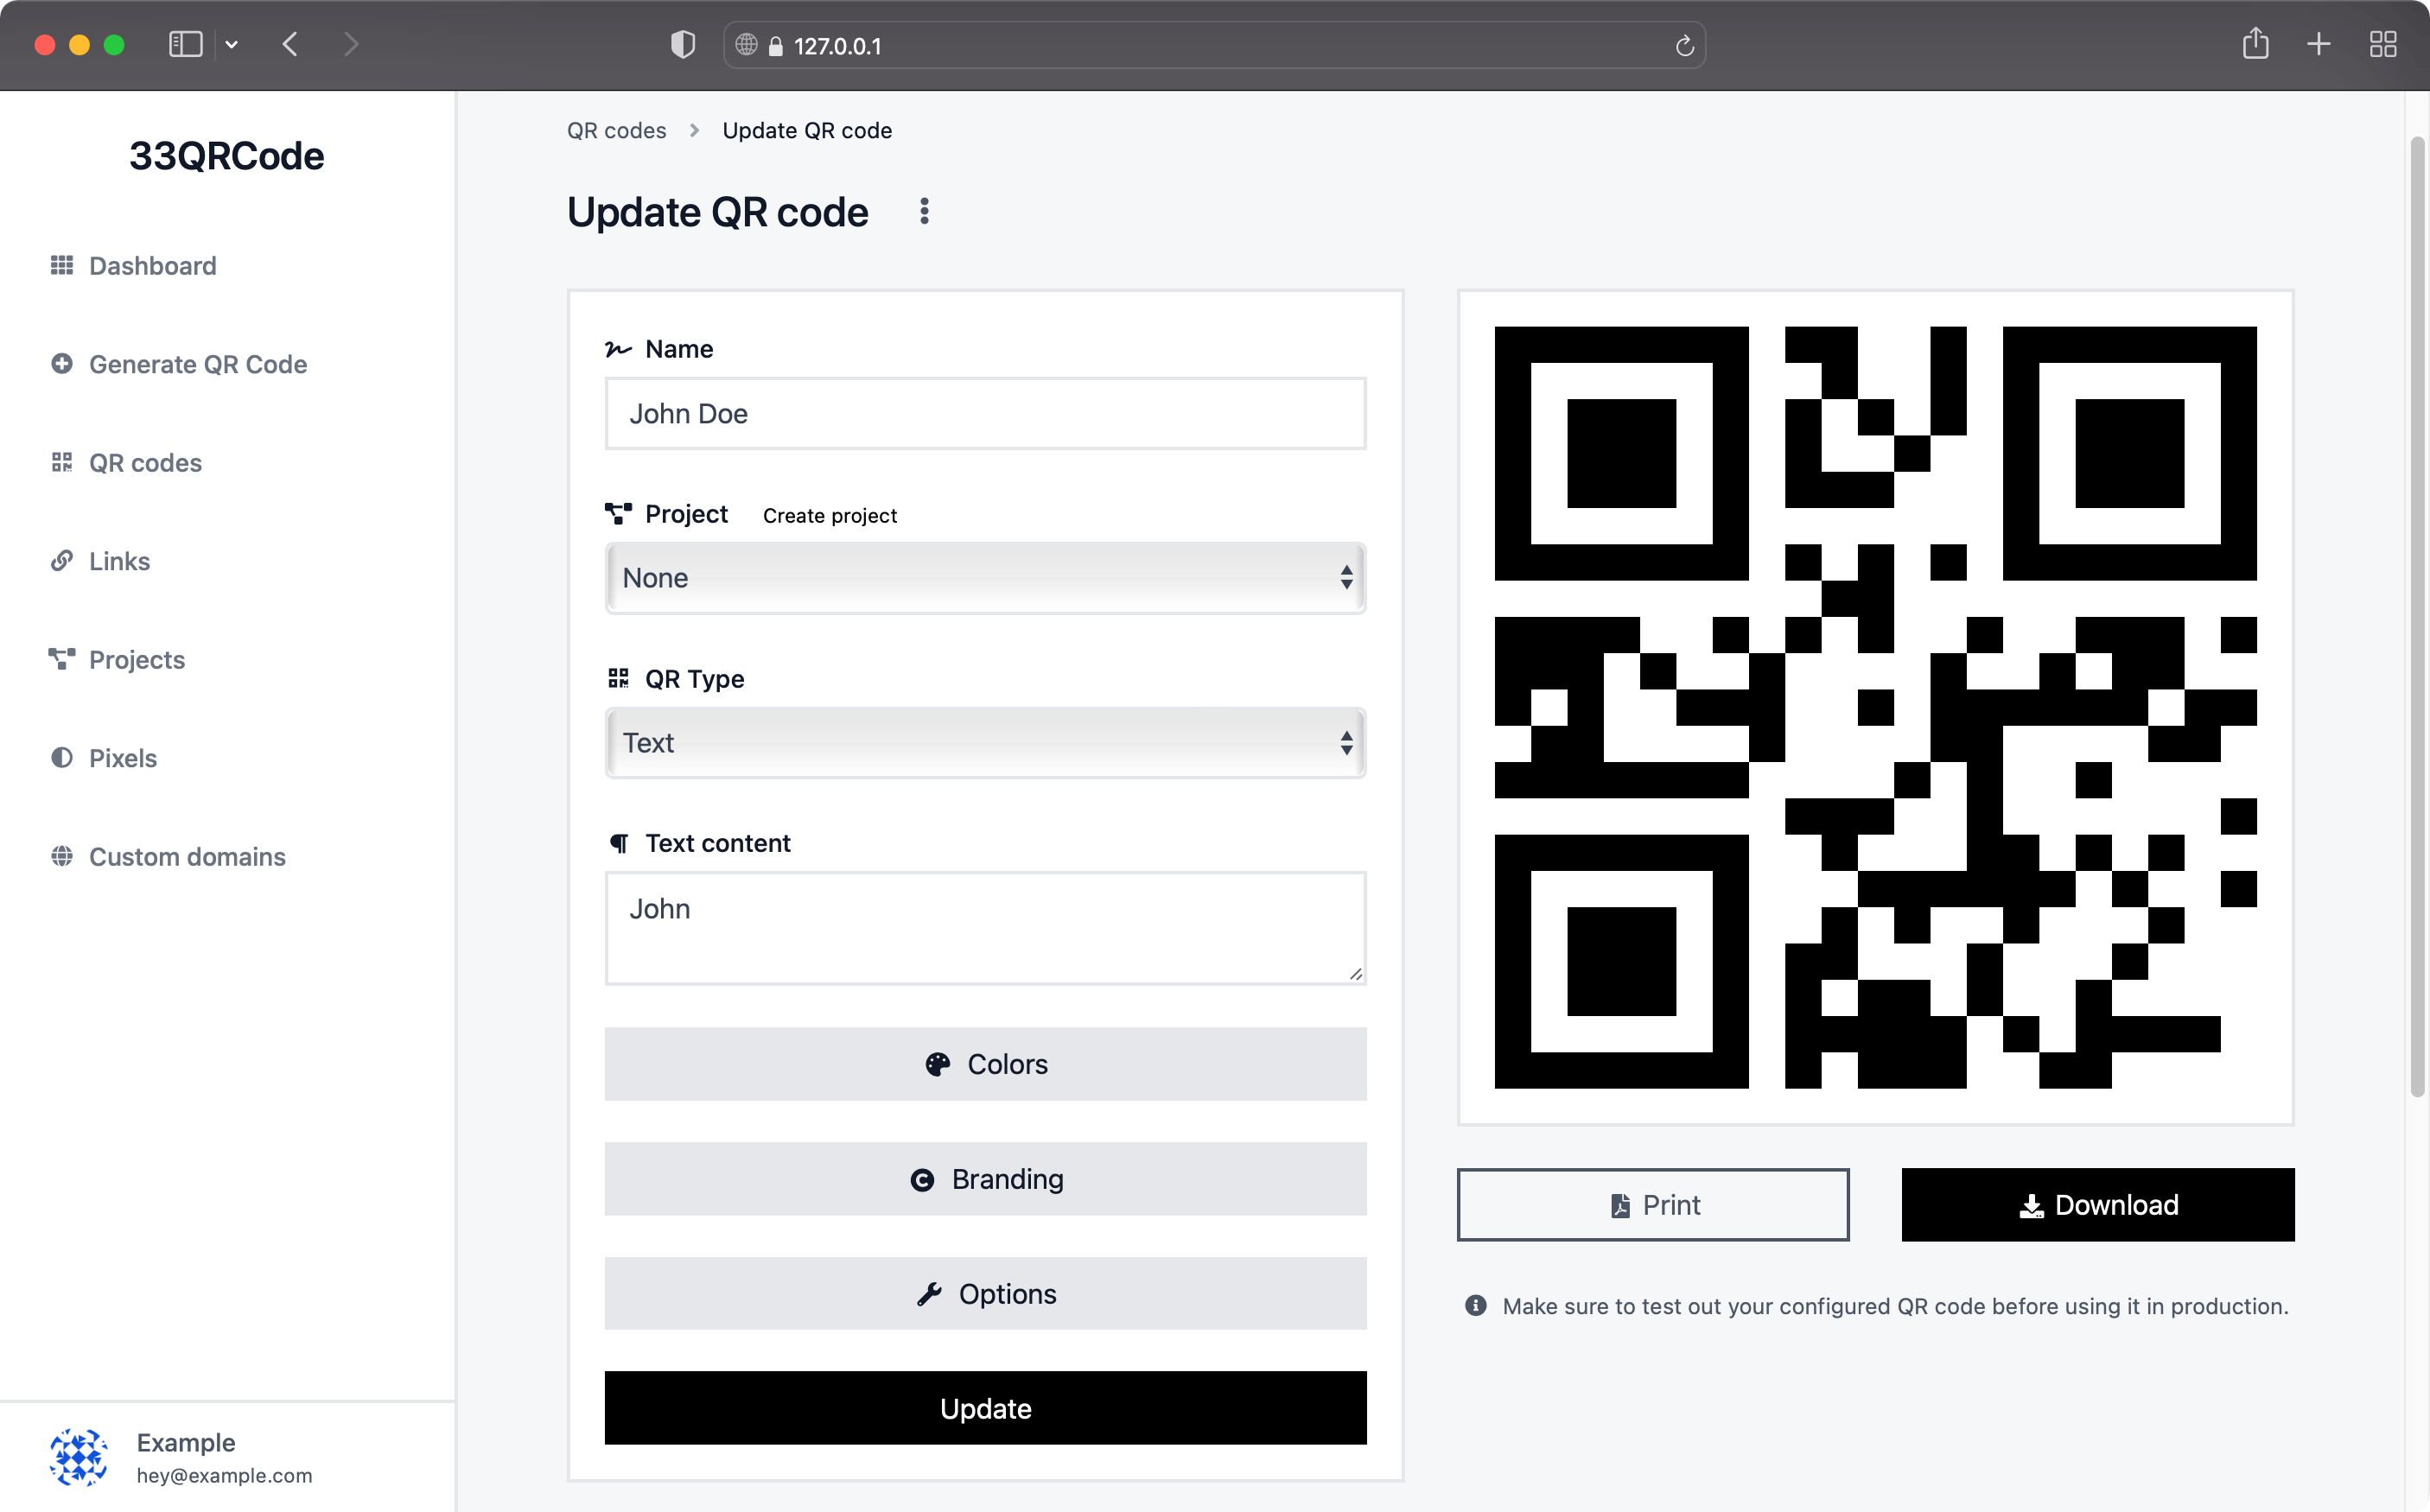 127.0.0.1
33QRCode
Dashboard
Generate QR Code
QR codes
Links
Projects
Pixels
Custom domains
Example
hey@example.com
QR codes > Update QR code
Update QR code
Name
John Doe
Project Create project
None
QR Type
Text
Text content
John
Colors
Branding
Options
Update
Print
Download
Make sure to test out your configured QR code before using it in production.